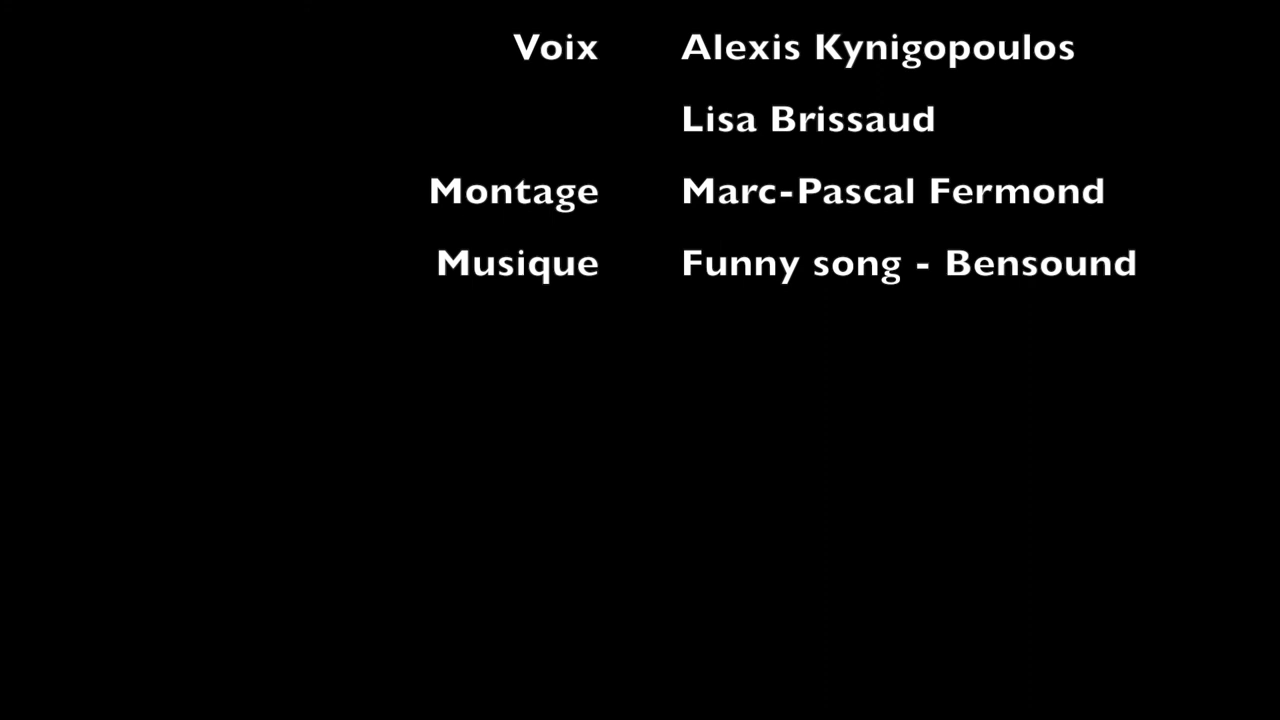 Voix Alexis Kynigopoulos
Lisa Brissaud
Montage Marc-Pascal Fermond
Musique Funny song - Bensound